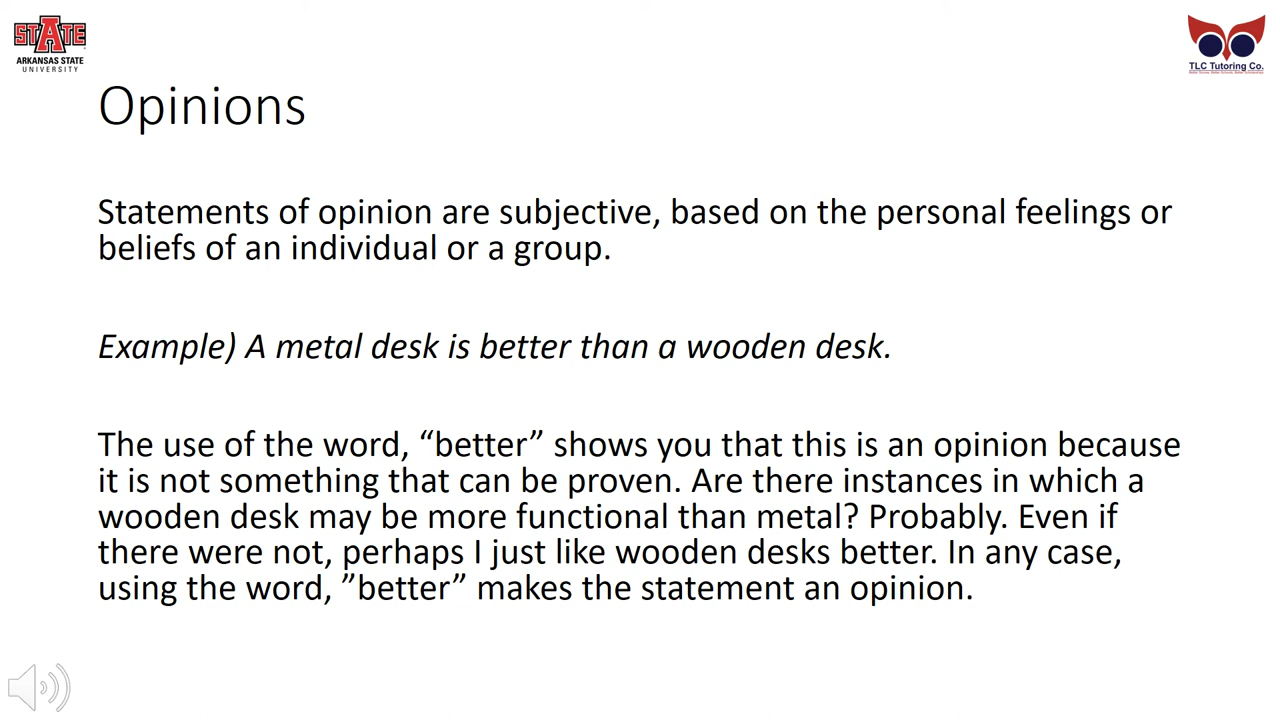 STATE
ARKANSAS STATE
UNIVERSITY
TLC Tutoring Co.
Opinions
Statements of opinion are subjective, based on the personal feelings or
beliefs of an individual or a group.
Example) A metal desk is better than a wooden desk.
The use of the word, “better” shows you that this is an opinion because
it is not something that can be proven. Are there instances in which a
wooden desk may be more functional than metal? Probably. Even if
there were not, perhaps I just like wooden desks better. In any case,
using the word, ”better” makes the statement an opinion.